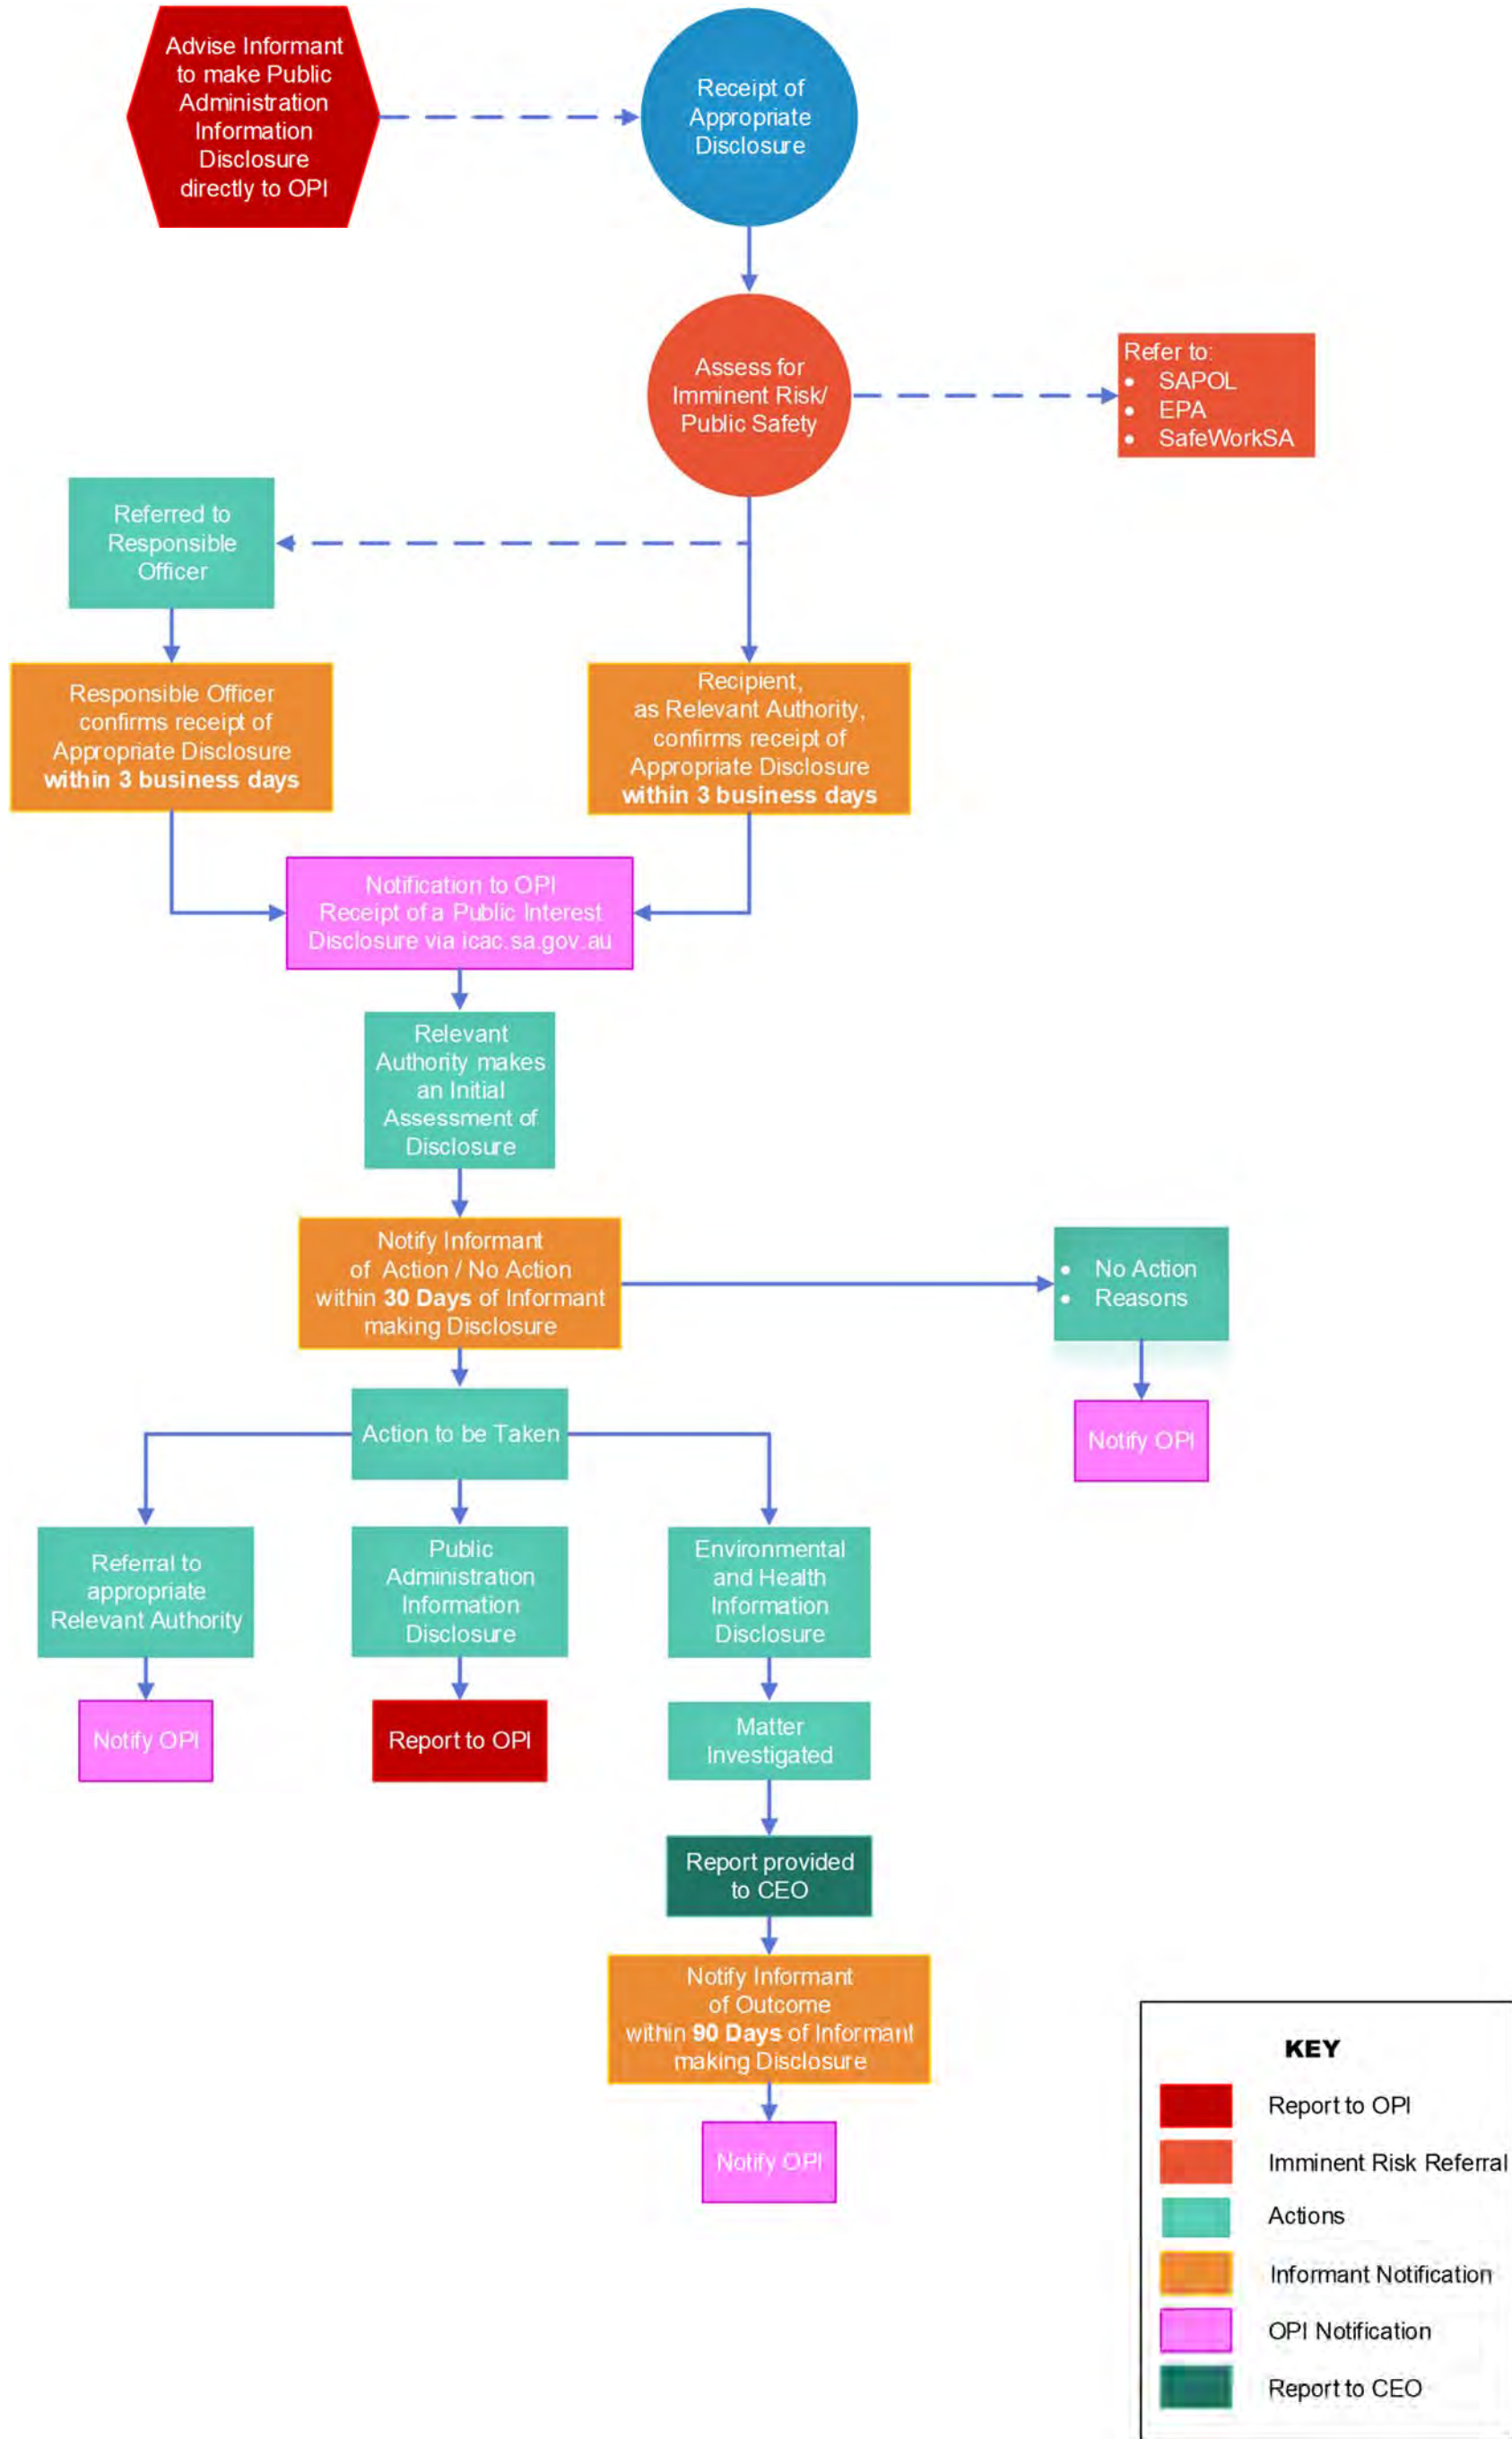 Advise Informant
to make Public
Administration
Information
Disclosure
directly to OPI
Receipt of
Appropriate
Disclosure
Assess for
Imminent Risk/
Public Safety
Refer to:
• SAPOL
• EPA
• SafeWorkSA
Referred to
Responsible
Officer
Responsible Officer
confirms receipt of
Appropriate Disclosure
within 3 business days
Recipient,
as Relevant Authority,
confirms receipt of
Appropriate Disclosure
within 3 business days
Notification to OPI
Receipt of a Public Interest
Disclosure via icac.sa.gov.au
Relevant
Authority makes
an Initial
Assessment of
Disclosure
Notify Informant
of Action / No Action
within 30 Days of Informant
making Disclosure
• No Action
• Reasons
Notify OPI
Action to be Taken
Referral to
appropriate
Relevant Authority
Notify OPI
Public
Administration
Information
Disclosure
Report to OPI
Environmental
and Health
Information
Disclosure
Matter
Investigated
Report provided
to CEO
Notify Informant
of Outcome
within 90 Days of Informant
making Disclosure
Notify OPI
KEY
Report to OPI
Imminent Risk Referral
Actions
Informant Notification
OPI Notification
Report to CEO